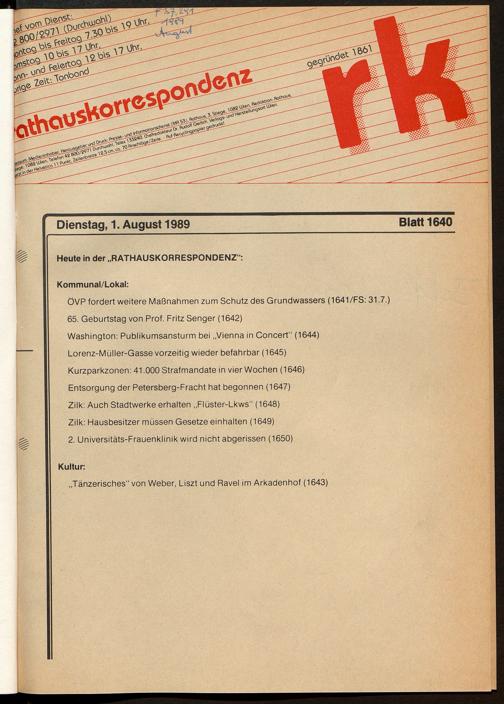 vom Dienst:
800/2971 (Durchwahl)
bis Freitag 7.30 bis 19 Uhr,
10 bis 17 Uhr,
und Feiertag 12 bis 17 Uhr,
Zeit: Tonband
1989
August
gegründet 1861
rk
athauskorrespondenz
Dienstag, 1. August 1989
Blatt 1640
Heute in der „RATHAUSKORRESPONDENZ”:
Kommunal/Lokal:
ÖVP fordert weitere Maßnahmen zum Schutz des Grundwassers (1641/FS: 31.7.)
65. Geburtstag von Prof. Fritz Senger (1642)
Washington: Publikumsansturm bei „Vienna in Concert” (1644)
Lorenz-Müller-Gasse vorzeitig wieder befahrbar (1645)
Kurzparkzonen: 41.000 Strafmandate in vier Wochen (1646)
Entsorgung der Petersberg-Fracht hat begonnen (1647)
Zilk: Auch Stadtwerke erhalten „Flüster-Lkws” (1648)
Zilk: Hausbesitzer müssen Gesetze einhalten (1649)
2. Universitäts-Frauenklinik wird nicht abgerissen (1650)
Kultur:
„Tänzerisches” von Weber, Liszt und Ravel im Arkadenhof (1643)